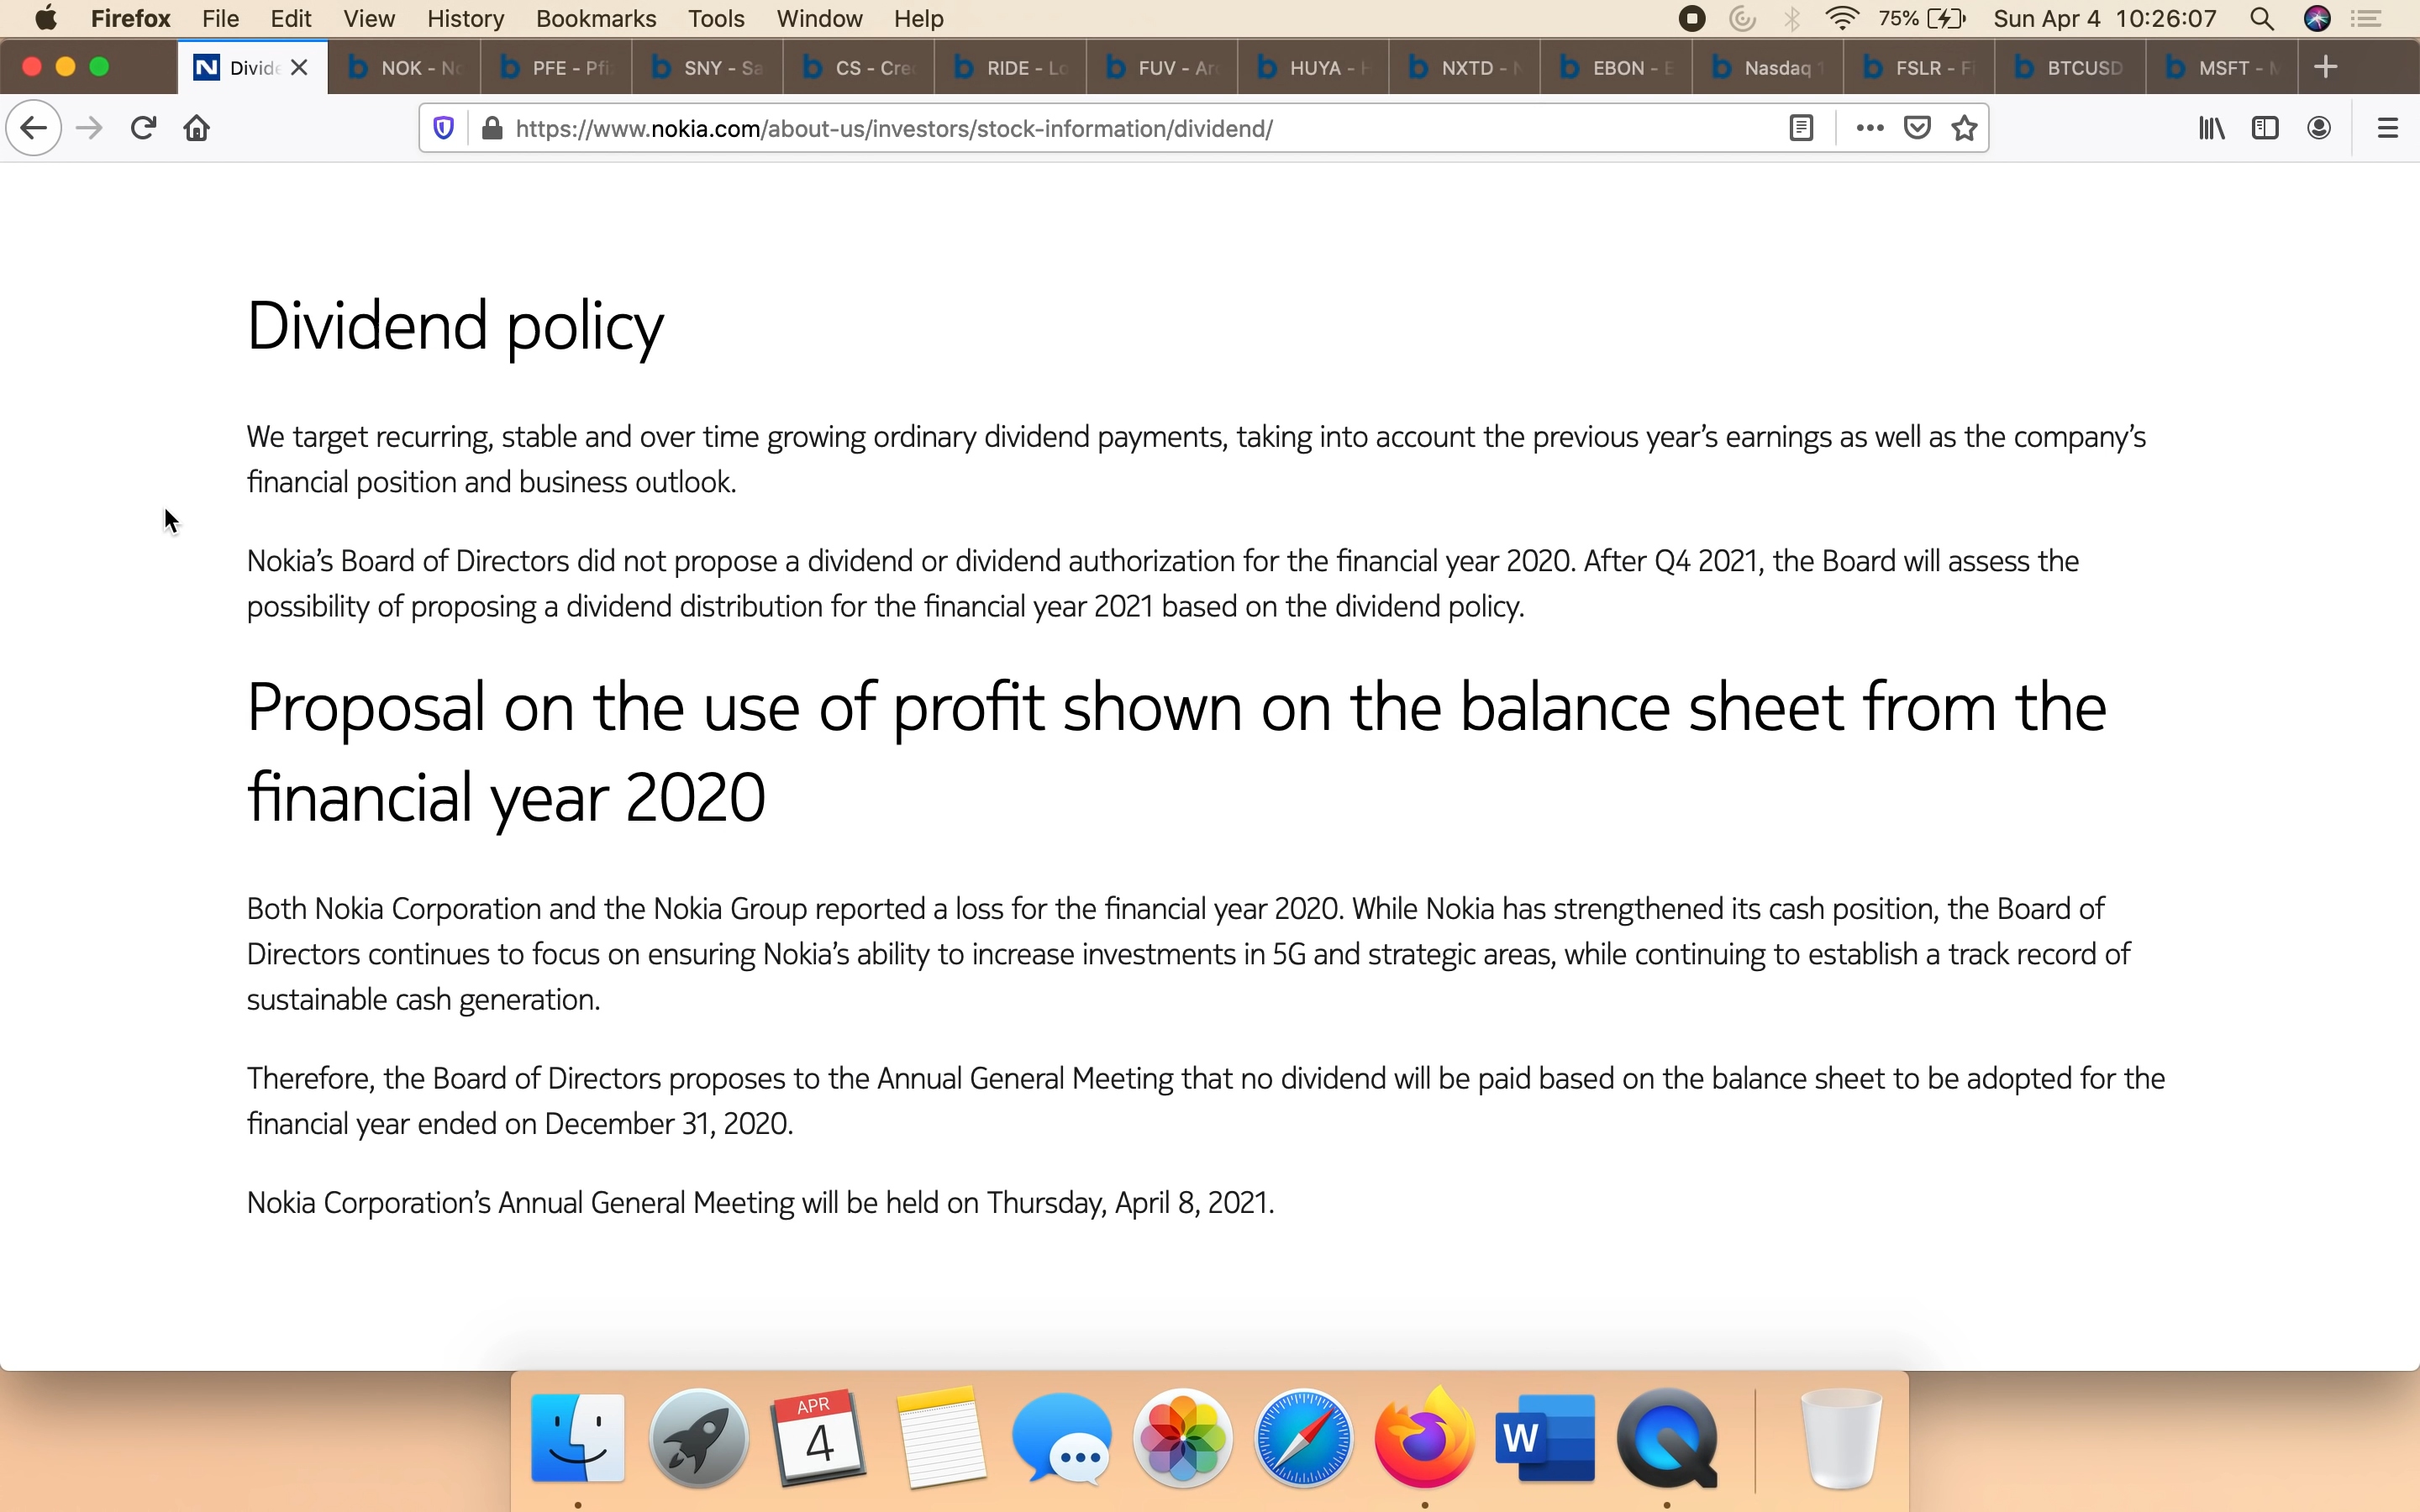 Firefox File Edit View History Bookmarks Tools Window Help 75% Sun Apr 4 10:26:07
Divide NOK - No PFE - Pfi SNY - Sa CS - Cre RIDE - Lo FUV - Arc HUYA - H NXTD - N EBON - E Nasdaq 1 FSLR - Fi BTCUSD MSFT - M
https://www.nokia.com/about-us/investors/stock-information/dividend/
Dividend policy
We target recurring, stable and over time growing ordinary dividend payments, taking into account the previous year’s earnings as well as the company’s
financial position and business outlook.
Nokia’s Board of Directors did not propose a dividend or dividend authorization for the financial year 2020. After Q4 2021, the Board will assess the
possibility of proposing a dividend distribution for the financial year 2021 based on the dividend policy.
Proposal on the use of profit shown on the balance sheet from the
financial year 2020
Both Nokia Corporation and the Nokia Group reported a loss for the financial year 2020. While Nokia has strengthened its cash position, the Board of
Directors continues to focus on ensuring Nokia’s ability to increase investments in 5G and strategic areas, while continuing to establish a track record of
sustainable cash generation.
Therefore, the Board of Directors proposes to the Annual General Meeting that no dividend will be paid based on the balance sheet to be adopted for the
financial year ended on December 31, 2020.
Nokia Corporation’s Annual General Meeting will be held on Thursday, April 8, 2021.
APR
4
W